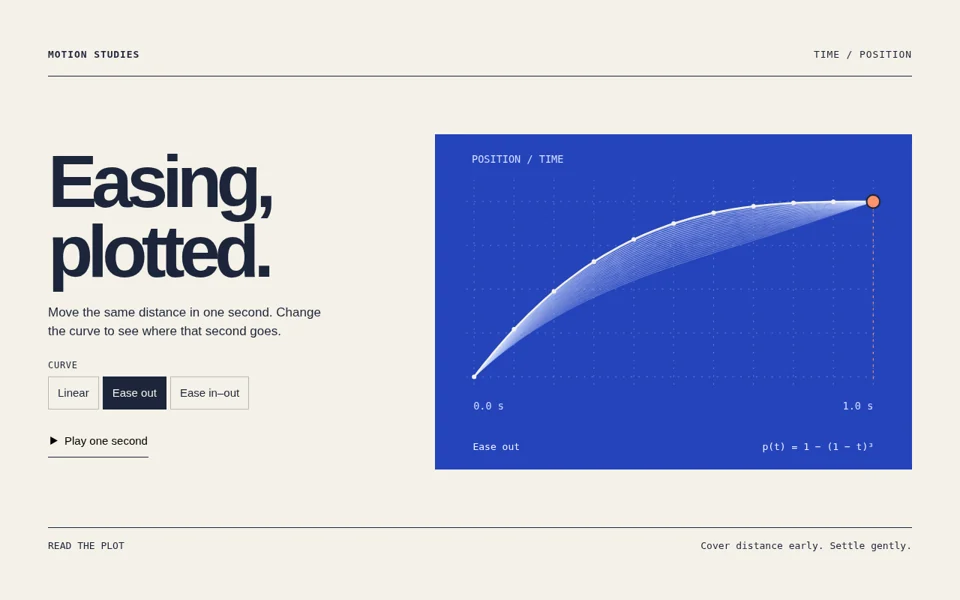 MOTION STUDIES
TIME / POSITION
Easing,
plotted.
Move the same distance in one second. Change
the curve to see where that second goes.
CURVE
Linear
Ease out
Ease in–out
Play one second
POSITION / TIME
0.0 s
1.0 s
Ease out
p(t) = 1 − (1 − t)³
READ THE PLOT
Cover distance early. Settle gently.